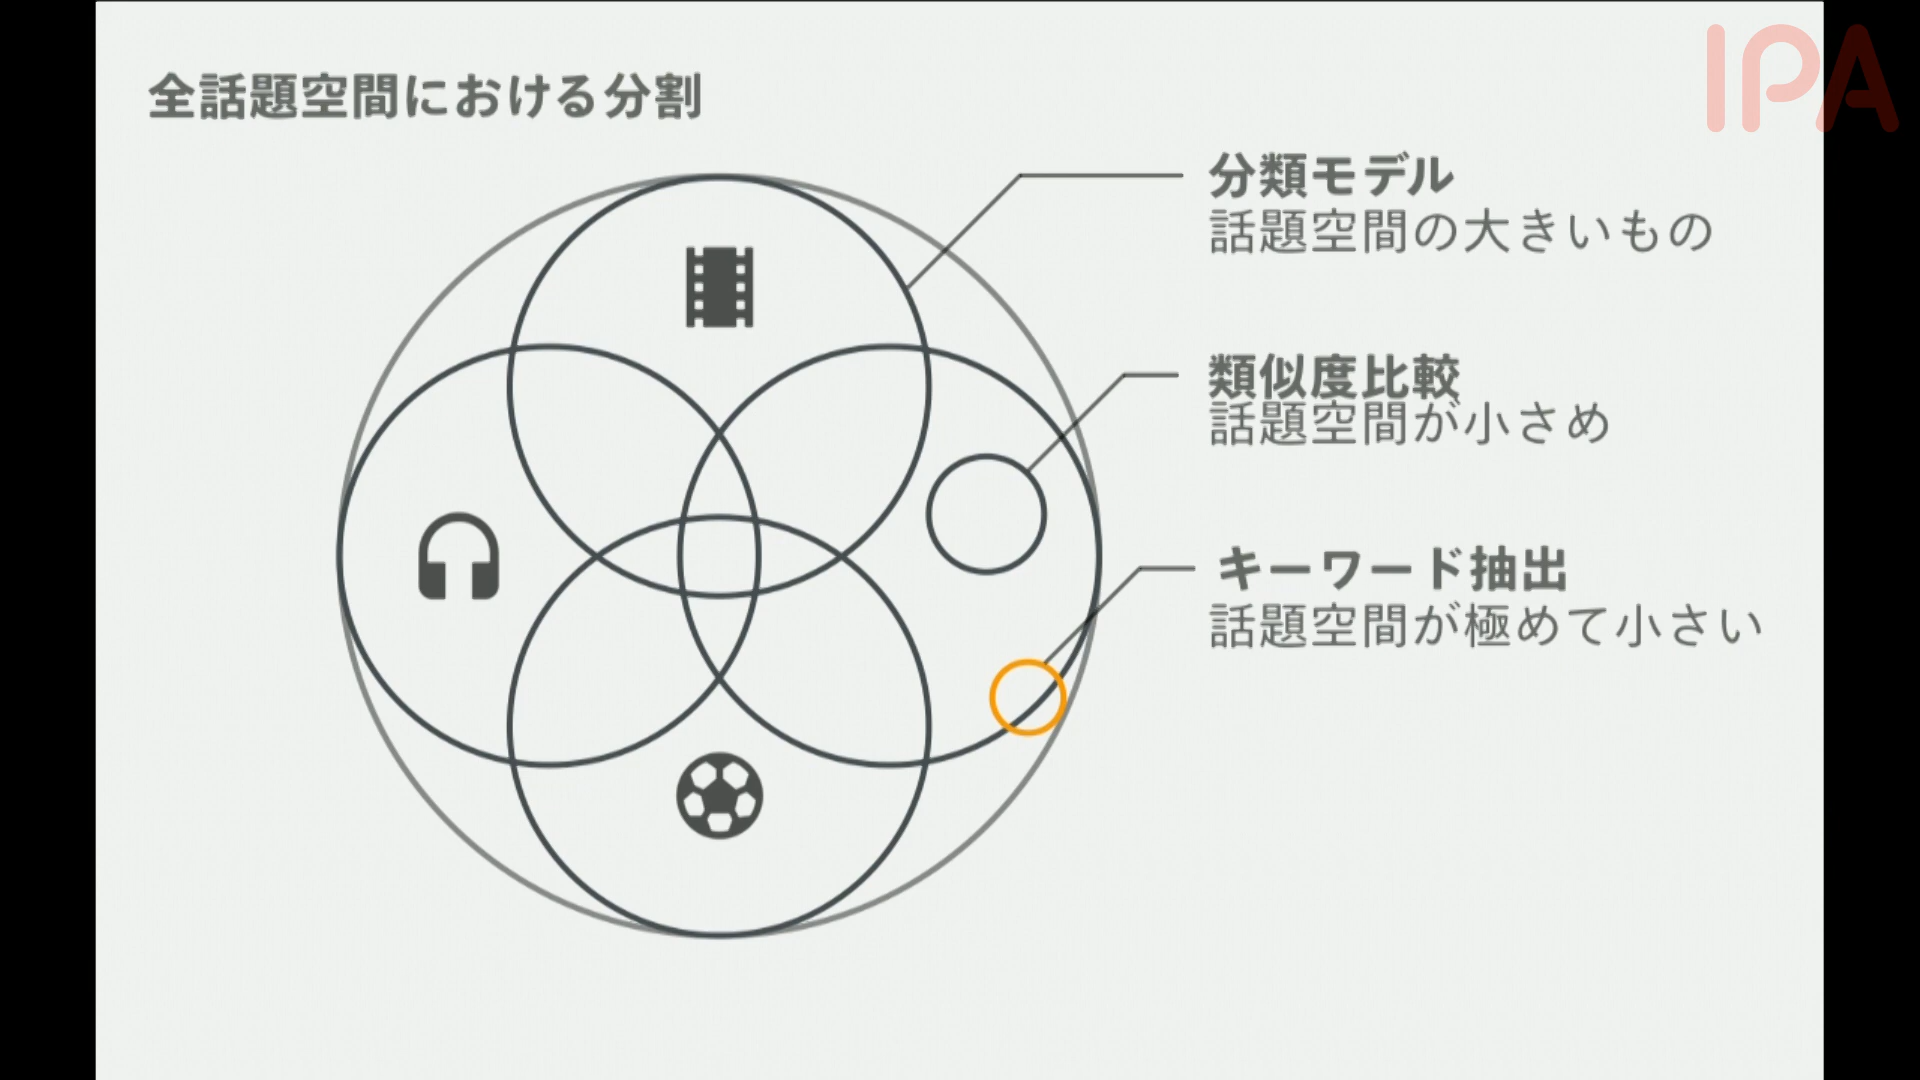 IPA
全話題空間における分割
分類モデル
話題空間の大きいもの
類似度比較
話題空間が小さめ
キーワード抽出
話題空間が極めて小さい